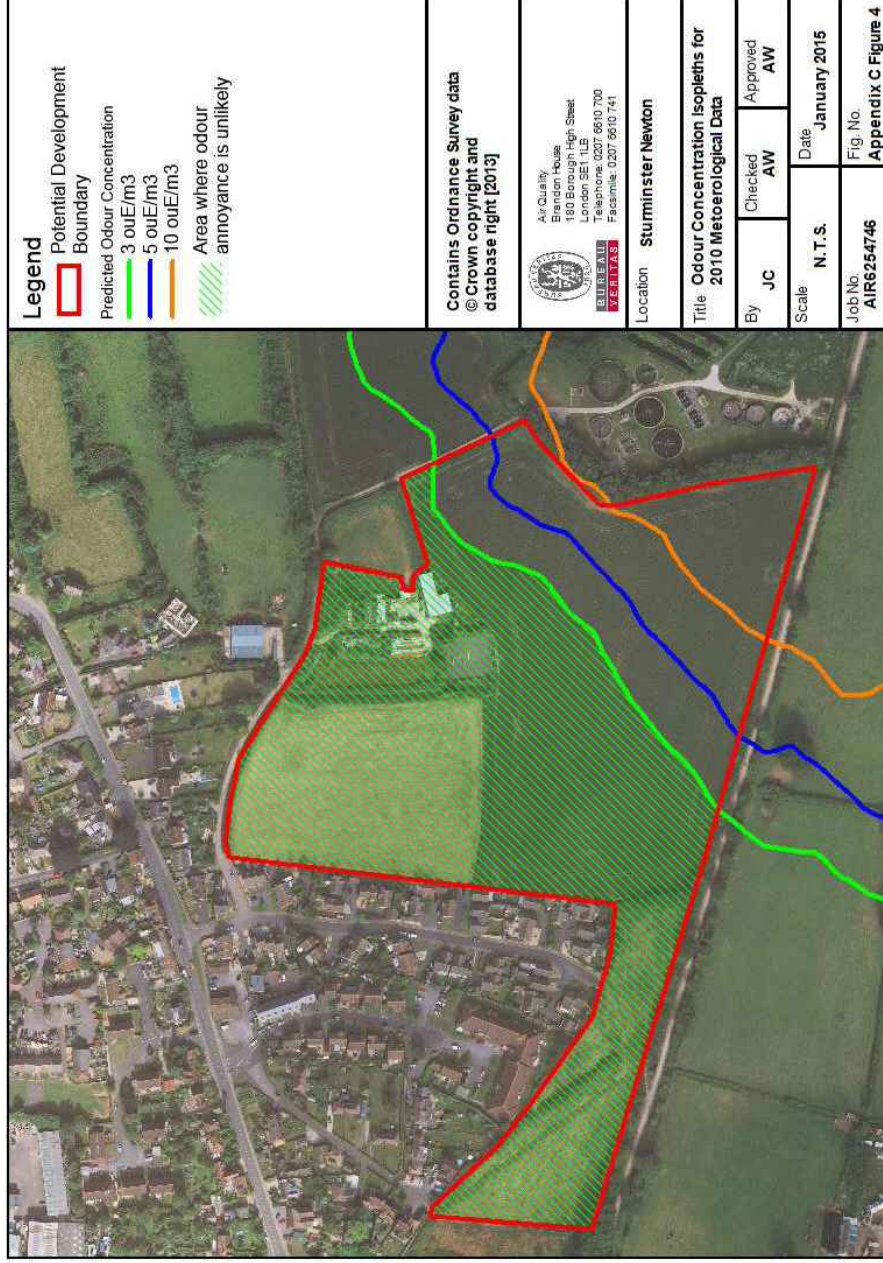 Legend
Potential Development
Boundary
Predicted Odour Concentration
3 ouE/m3
5 ouE/m3
10 ouE/m3
Area where odour
annoyance is unlikely
Contains Ordnance Survey data
© Crown copyright and
database right [2013]
BUREAU
VERITAS
Air Quality
Brandon House
180 Borough High Street
London SE1 1LB
Telephone: 0207 6610 700
Facsimile: 0207 6610 741
Location Sturminster Newton
Title Odour Concentration Isopleths for
2010 Metoerological Data
By JC
Checked AW
Approved AW
Scale N.T.S.
Date January 2015
Job No. AIR6254746
Fig. No. Appendix C Figure 4